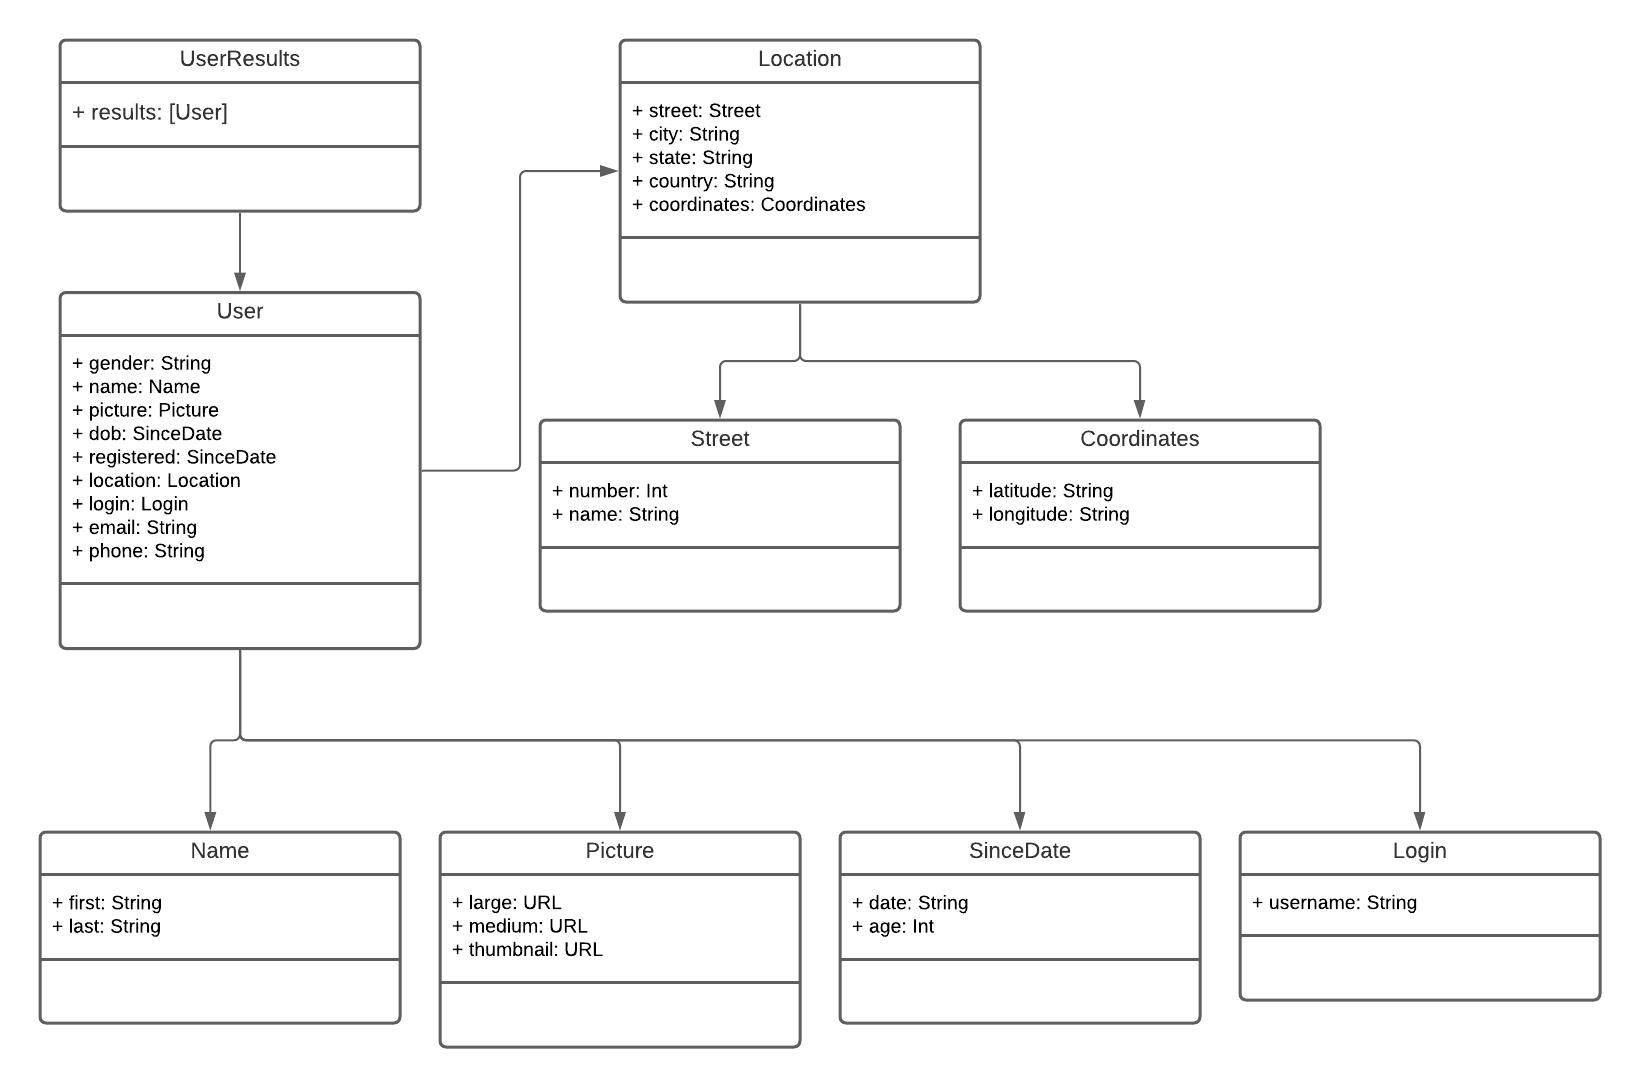 UserResults
+ results: [User]
Location
+ street: Street
+ city: String
+ state: String
+ country: String
+ coordinates: Coordinates
User
+ gender: String
+ name: Name
+ picture: Picture
+ dob: SinceDate
+ registered: SinceDate
+ location: Location
+ login: Login
+ email: String
+ phone: String
Street
+ number: Int
+ name: String
Coordinates
+ latitude: String
+ longitude: String
Name
+ first: String
+ last: String
Picture
+ large: URL
+ medium: URL
+ thumbnail: URL
SinceDate
+ date: String
+ age: Int
Login
+ username: String